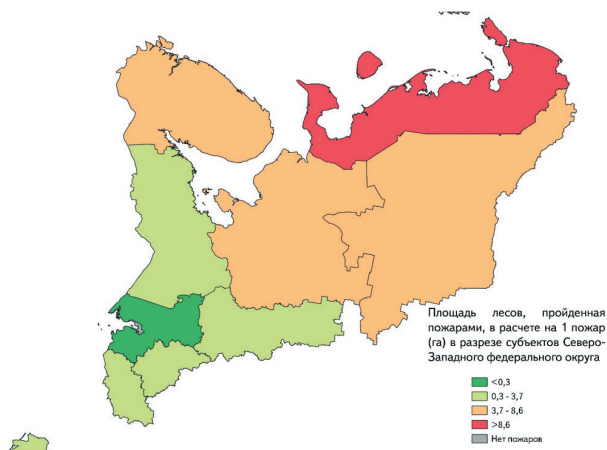 Площадь лесов, пройденная
пожарами, в расчете на 1 пожар
(га) в разрезе субъектов Северо-
Западного федерального округа
<0,3
0,3 - 3,7
3,7 - 8,6
>8,6
Нет пожаров